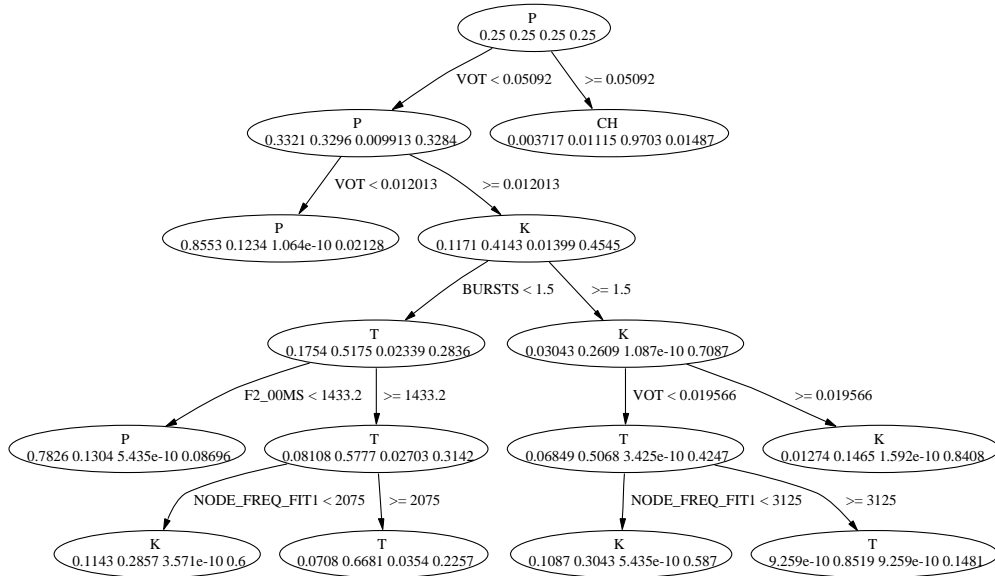 P
0.25 0.25 0.25 0.25
VOT < 0.05092
>= 0.05092
P
0.3321 0.3296 0.009913 0.3284
CH
0.003717 0.01115 0.9703 0.01487
VOT < 0.012013
>= 0.012013
P
0.8553 0.1234 1.064e-10 0.02128
K
0.1171 0.4143 0.01399 0.4545
BURSTS < 1.5
>= 1.5
T
0.1754 0.5175 0.02339 0.2836
K
0.03043 0.2609 1.087e-10 0.7087
F2_00MS < 1433.2
>= 1433.2
VOT < 0.019566
>= 0.019566
P
0.7826 0.1304 5.435e-10 0.08696
T
0.08108 0.5777 0.02703 0.3142
T
0.06849 0.5068 3.425e-10 0.4247
K
0.01274 0.1465 1.592e-10 0.8408
NODE_FREQ_FIT1 < 2075
>= 2075
NODE_FREQ_FIT1 < 3125
>= 3125
K
0.1143 0.2857 3.571e-10 0.6
T
0.0708 0.6681 0.0354 0.2257
K
0.1087 0.3043 5.435e-10 0.587
T
9.259e-10 0.8519 9.259e-10 0.1481